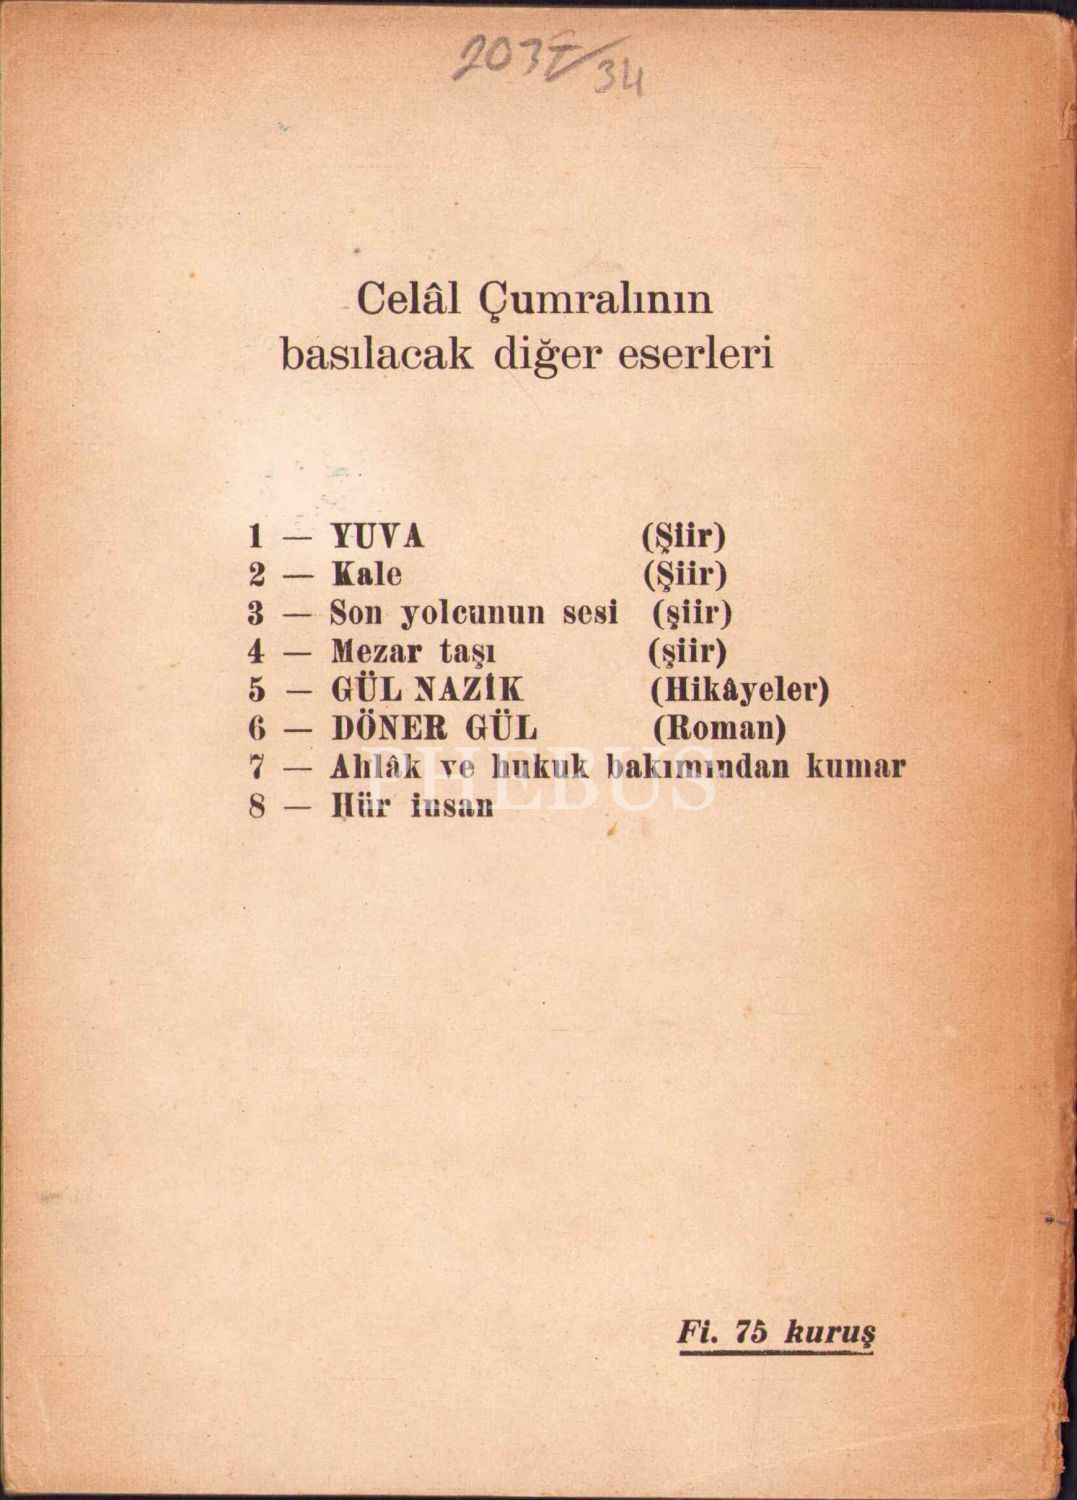 34
Celâl Çumralının
basılacak diğer eserleri
1 — YUVA (Şiir)
2 — Kale (Şiir)
3 — Son yolcunun sesi (şiir)
4 — Mezar taşı (şiir)
5 — GÜL NAZİK (Hikâyeler)
6 — DÖNER GÜL (Roman)
7 — Ahlâk ve hukuk bakımından kumar
8 — Hür insan
PHEBUS
Fi. 75 kuruş